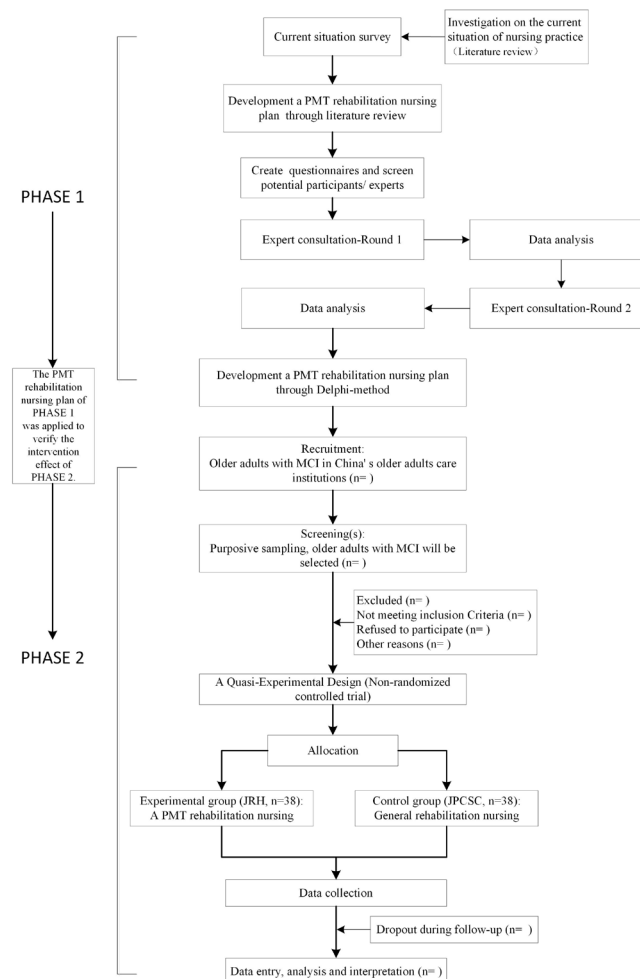 Current situation survey
Investigation on the current
situation of nursing practice
（Literature review）
Development a PMT rehabilitation nursing
plan through literature review
Create questionnaires and screen
potential participants/ experts
PHASE 1
Expert consultation-Round 1
Data analysis
Data analysis
Expert consultation-Round 2
The PMT
rehabilitation
nursing plan of
PHASE 1
was applied to
verify the
intervention
effect of
PHASE 2.
Development a PMT rehabilitation nursing plan
through Delphi-method
Recruitment:
Older adults with MCI in China' s older adults care
institutions (n= )
Screening(s):
Purposive sampling, older adults with MCI will be
selected (n= )
Excluded (n= )
Not meeting inclusion Criteria (n= )
Refused to participate (n= )
Other reasons (n= )
PHASE 2
A Quasi-Experimental Design (Non-randomized
controlled trial)
Allocation
Experimental group (JRH, n=38):
A PMT rehabilitation nursing
Control group (JPCSC, n=38):
General rehabilitation nursing
Data collection
Dropout during follow-up (n= )
Data entry, analysis and interpretation (n= )